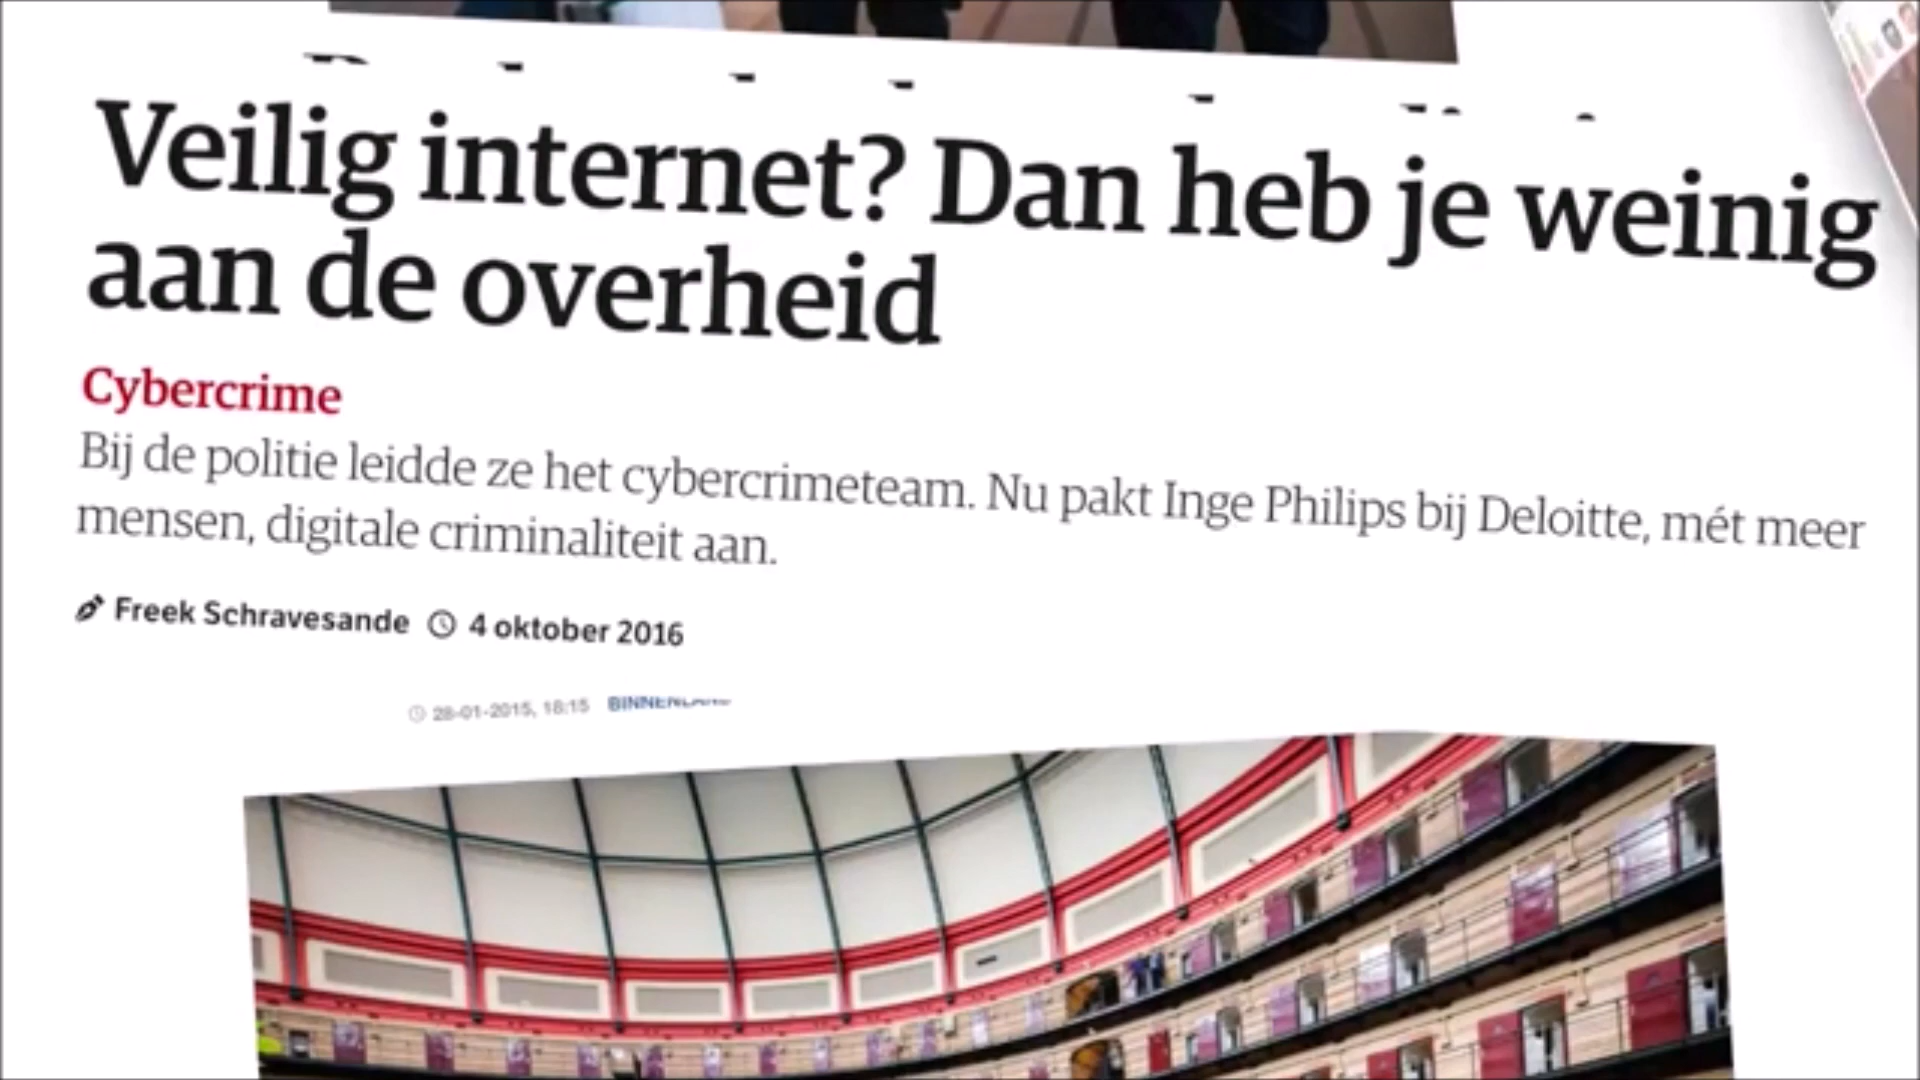 Veilig internet? Dan heb je weinig
aan de overheid
Cybercrime
Bij de politie leidde ze het cybercrimeteam. Nu pakt Inge Philips bij Deloitte, mét meer
mensen, digitale criminaliteit aan.
Freek Schravesande 4 oktober 2016
28-01-2015, 18:15 BINNENLAND